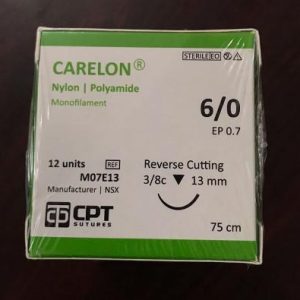 CARELON®
STERILE EO
Nylon | Polyamide
Monofilament
6/0
EP 0.7
12 units REF
M07E13
Manufacturer | NSX
Reverse Cutting
3/8c 13 mm
CPT
SUTURES
75 cm